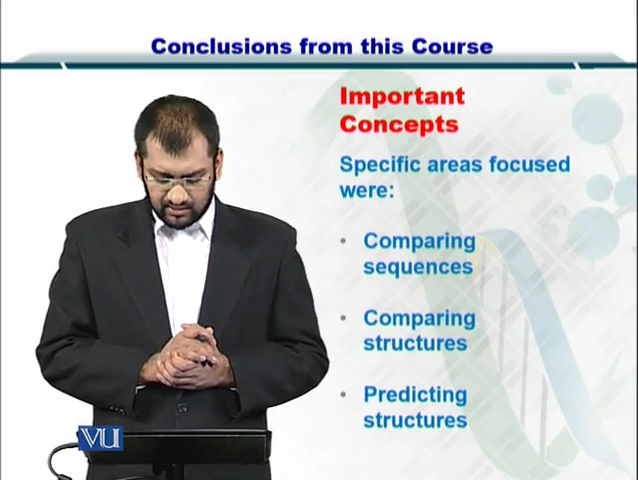 Conclusions from this Course
Important
Concepts
Specific areas focused
were:
• Comparing
sequences
• Comparing
structures
• Predicting
structures
VU